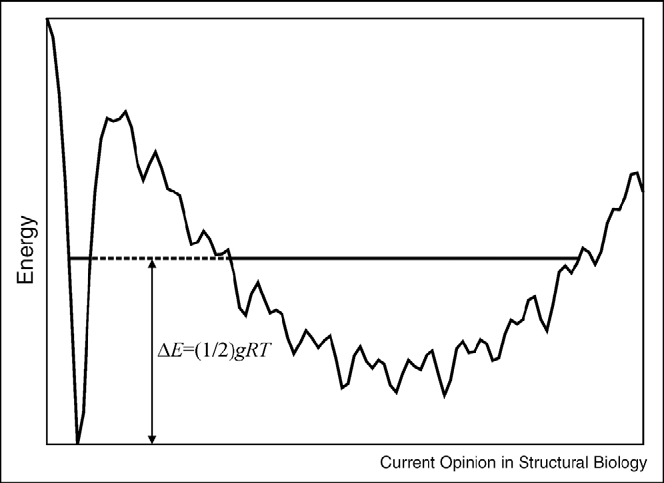 Energy
ΔE=(1/2)gRT
Current Opinion in Structural Biology